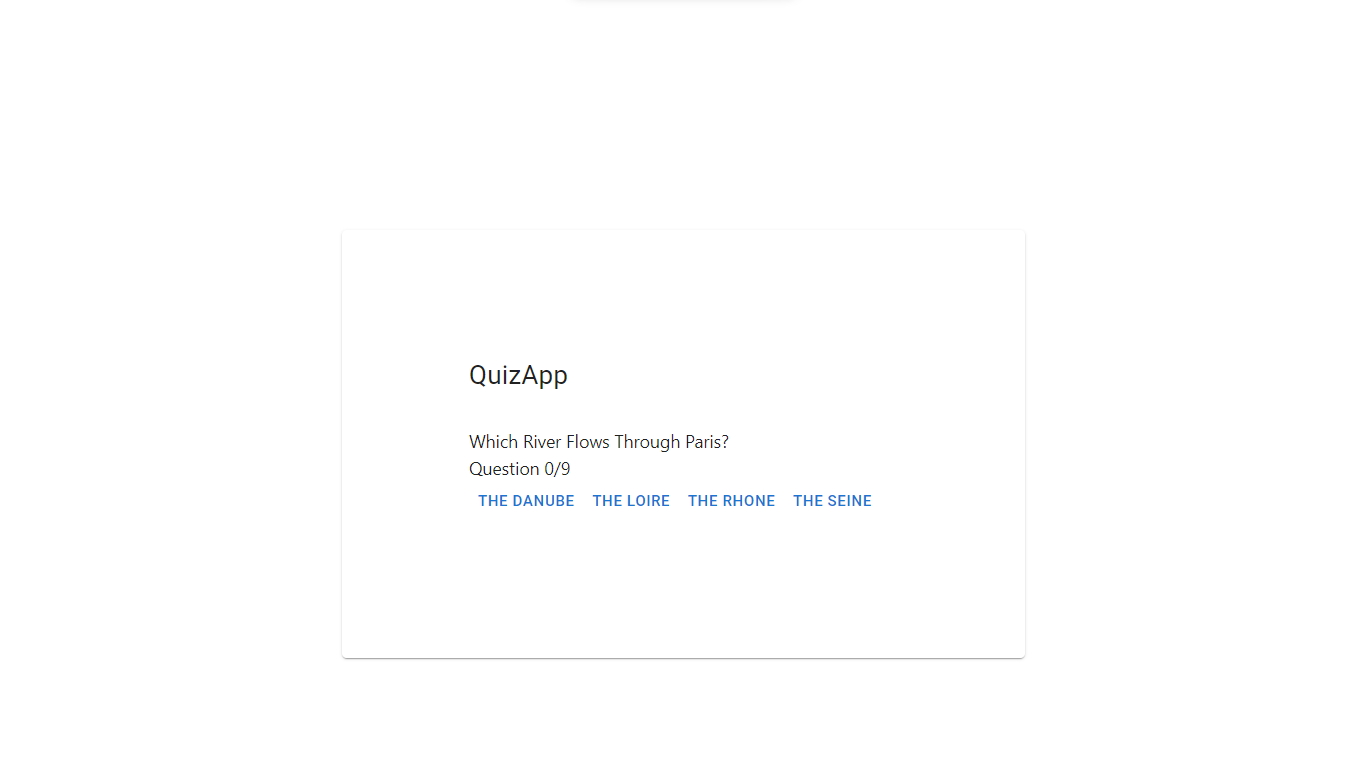 QuizApp
Which River Flows Through Paris?
Question 0/9
THE DANUBE THE LOIRE THE RHONE THE SEINE